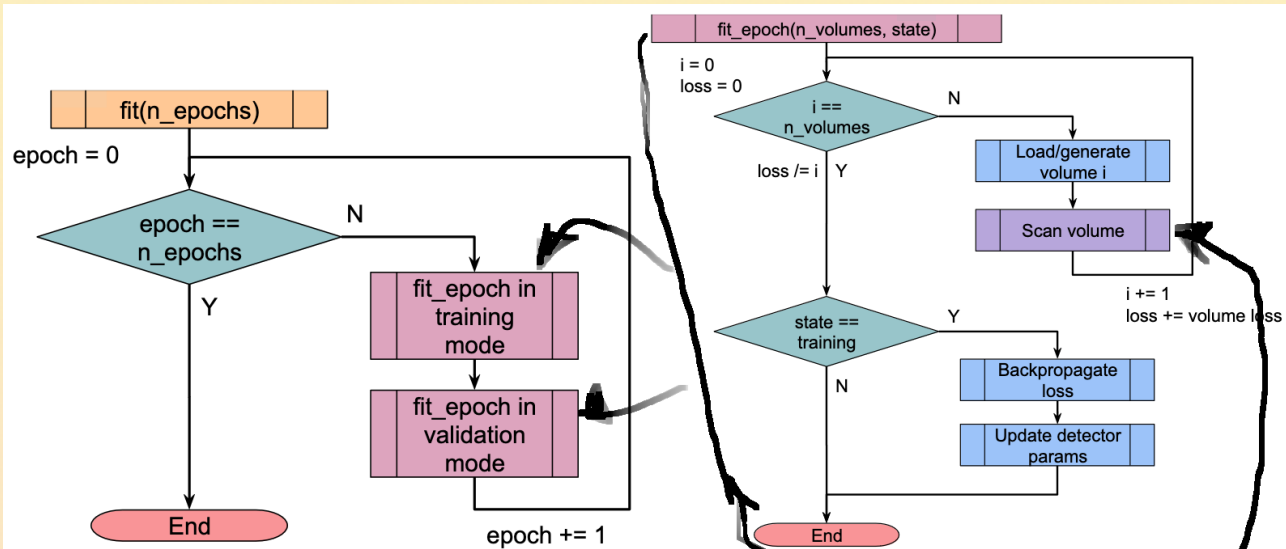 fit(n_epochs)
epoch = 0
epoch ==
n_epochs
N
Y
fit_epoch in
training
mode
fit_epoch in
validation
mode
epoch += 1
End
fit_epoch(n_volumes, state)
i = 0
loss = 0
i ==
n_volumes
N
Load/generate
volume i
Scan volume
i += 1
loss += volume loss
loss /= i
Y
state ==
training
Y
Backpropagate
loss
Update detector
params
N
End